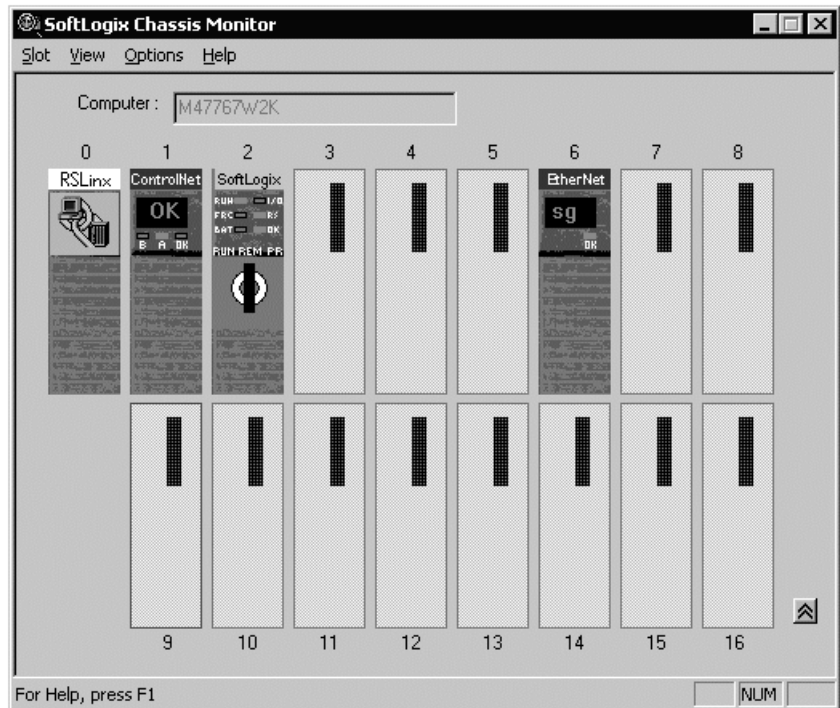 SoftLogix Chassis Monitor
Slot View Options Help
Computer : M47767W2K
0 1 2 3 4 5 6 7 8
RSLinx ControlNet SoftLogix EtherNet
OK
B A OK
RUN I/O
FRC RS
BAT OK
RUN REM PR
sg
OK
9 10 11 12 13 14 15 16
For Help, press F1
NUM